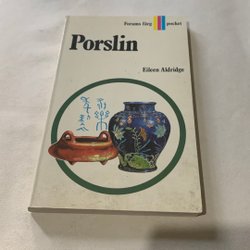 Forums färg pocket
Porslin
Eileen Aldridge